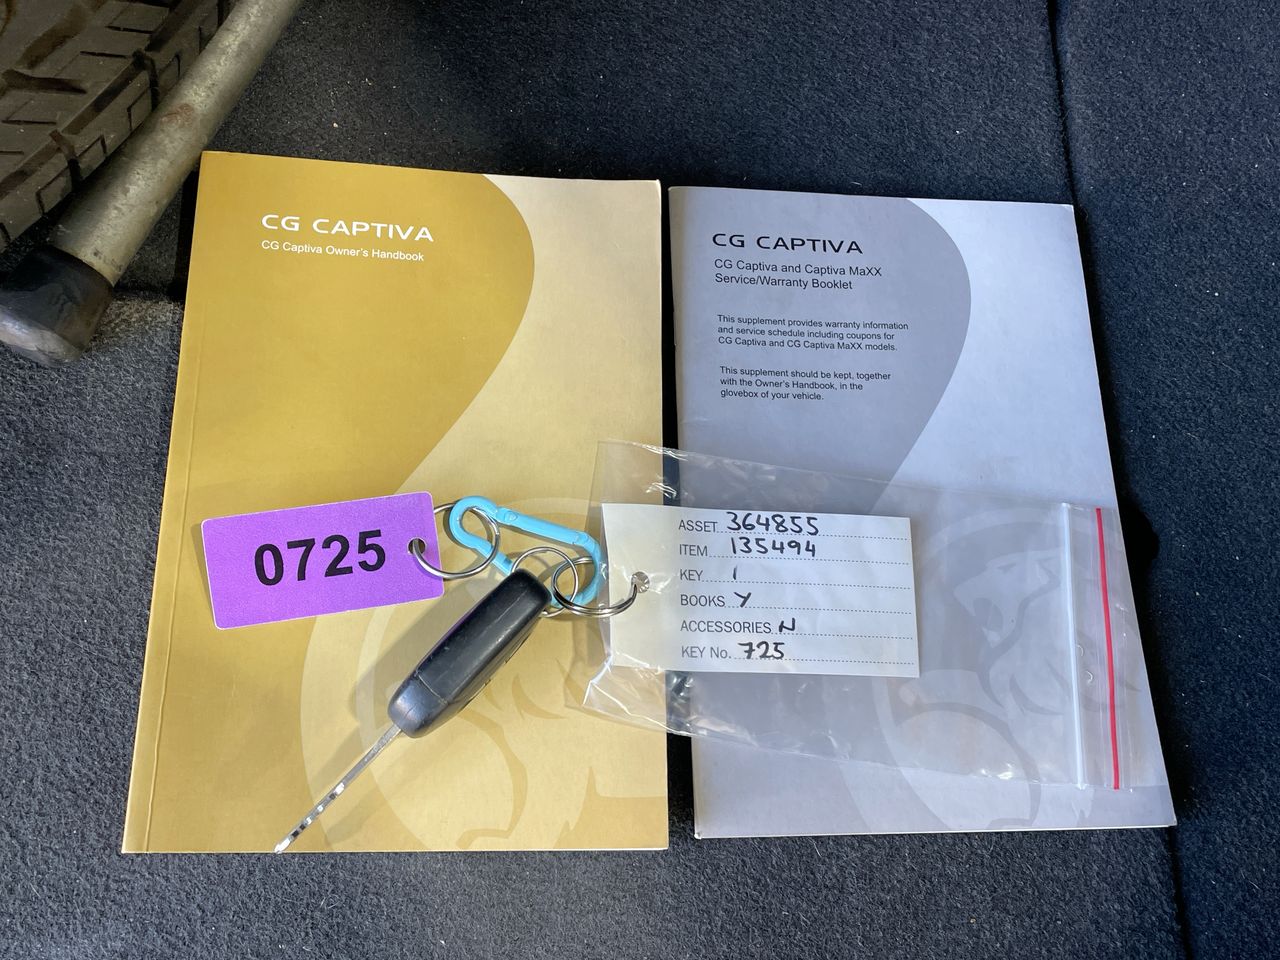 CG CAPTIVA
CG Captiva Owner's Handbook
CG CAPTIVA
CG Captiva and Captiva MaXX
Service/Warranty Booklet
This supplement provides warranty information
and service schedule including coupons for
CG Captiva and CG Captiva MaXX models.
This supplement should be kept, together
with the Owner's Handbook, in the
glovebox of your vehicle.
0725
ASSET 364855
ITEM 135494
KEY 1
BOOKS Y
ACCESSORIES N
KEY No. 725